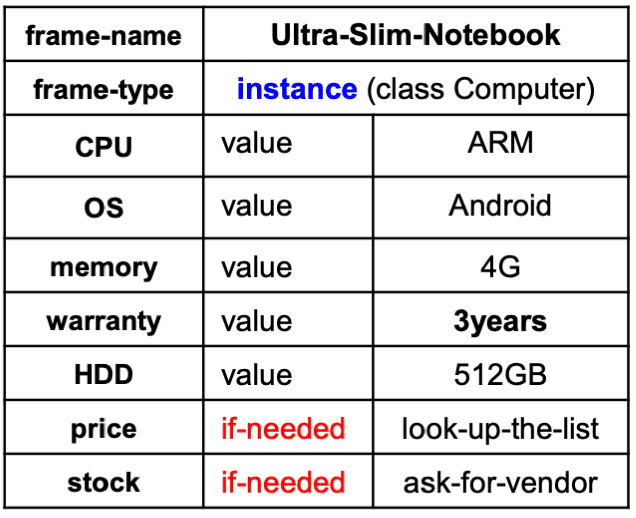 frame-name Ultra-Slim-Notebook
frame-type instance (class Computer)
CPU value ARM
OS value Android
memory value 4G
warranty value 3years
HDD value 512GB
price if-needed look-up-the-list
stock if-needed ask-for-vendor